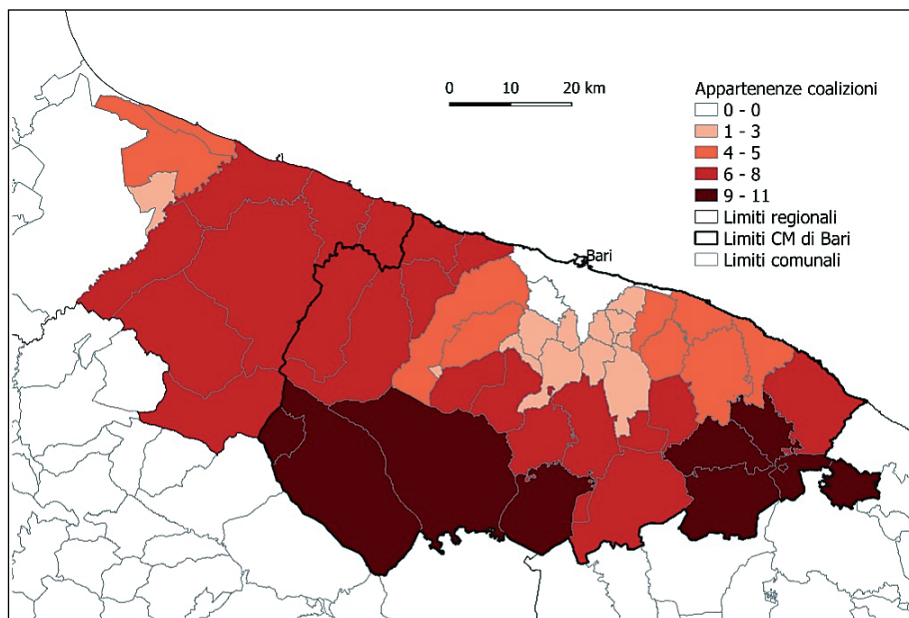 0 10 20 km
Appartenenze coalizioni
0 - 0
1 - 3
4 - 5
6 - 8
9 - 11
Limiti regionali
Limiti CM di Bari
Limiti comunali
Bari